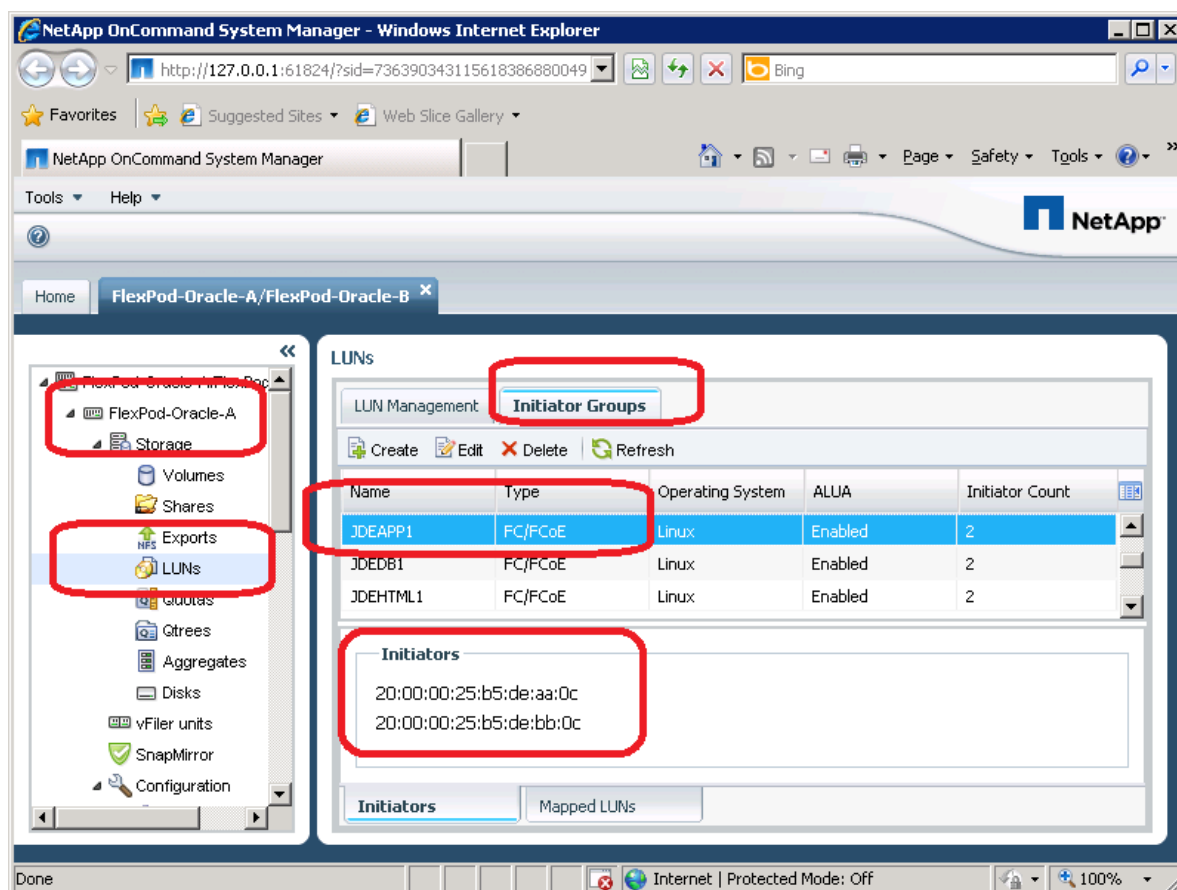 NetApp OnCommand System Manager - Windows Internet Explorer
http://127.0.0.1:61824/?sid=736390343115618386880049
Bing
Favorites Suggested Sites Web Slice Gallery
NetApp OnCommand System Manager Page Safety Tools »
Tools Help
NetApp
Home FlexPod-Oracle-A/FlexPod-Oracle-B
«
FlexPod-Oracle-A
Storage
Volumes
Shares
Exports
LUNs
Quotas
Qtrees
Aggregates
Disks
vFiler units
SnapMirror
Configuration
LUNs
LUN Management Initiator Groups
Create Edit Delete Refresh
Name Type Operating System ALUA Initiator Count
JDEAPP1 FC/FCoE Linux Enabled 2
JDEDB1 FC/FCoE Linux Enabled 2
JDEHTML1 FC/FCoE Linux Enabled 2
Initiators
20:00:00:25:b5:de:aa:0c
20:00:00:25:b5:de:bb:0c
Initiators Mapped LUNs
Done Internet | Protected Mode: Off 100%